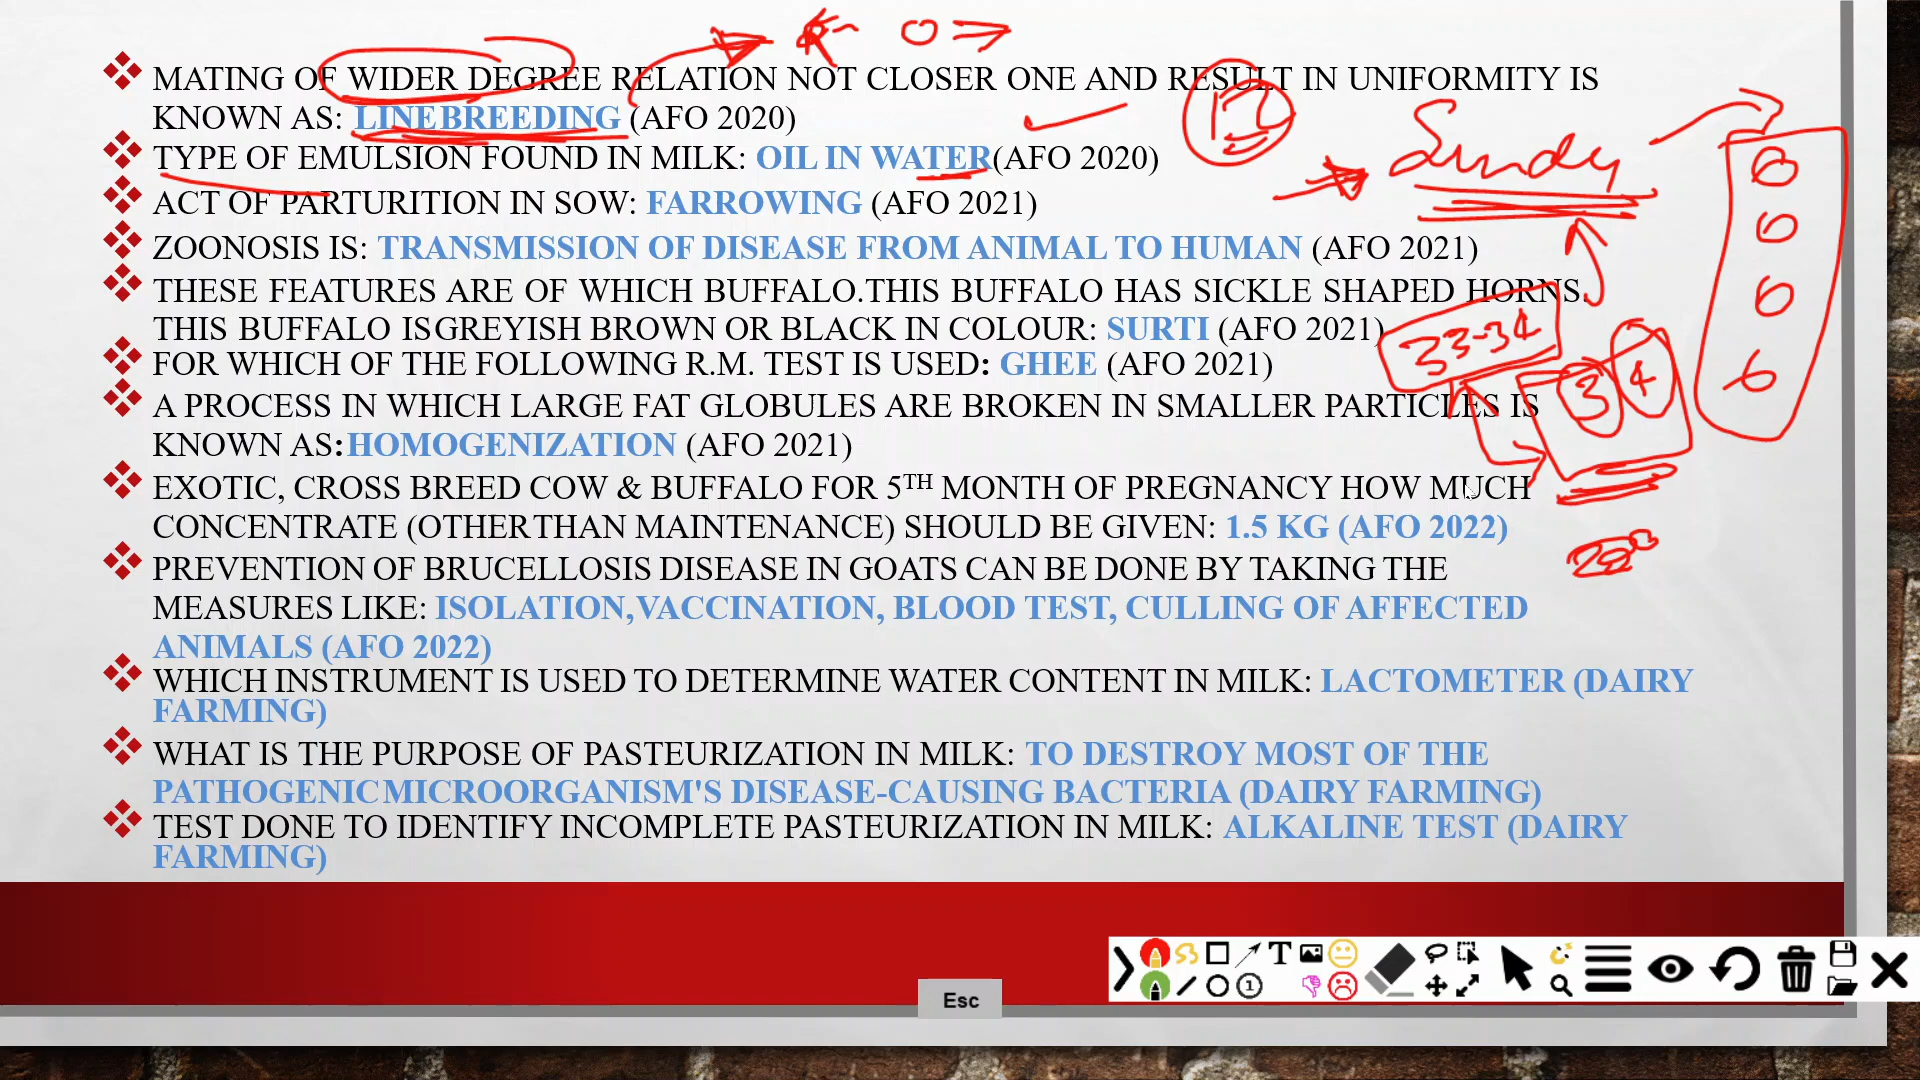 MATING OF WIDER DEGREE RELATION NOT CLOSER ONE AND RESULT IN UNIFORMITY IS
KNOWN AS: LINEBREEDING (AFO 2020)
TYPE OF EMULSION FOUND IN MILK: OIL IN WATER(AFO 2020)
ACT OF PARTURITION IN SOW: FARROWING (AFO 2021)
ZOONOSIS IS: TRANSMISSION OF DISEASE FROM ANIMAL TO HUMAN (AFO 2021)
THESE FEATURES ARE OF WHICH BUFFALO.THIS BUFFALO HAS SICKLE SHAPED HORNS.
THIS BUFFALO IS GREYISH BROWN OR BLACK IN COLOUR: SURTI (AFO 2021)
33-34
3 4
FOR WHICH OF THE FOLLOWING R.M. TEST IS USED: GHEE (AFO 2021)
A PROCESS IN WHICH LARGE FAT GLOBULES ARE BROKEN IN SMALLER PARTICLES IS
KNOWN AS:HOMOGENIZATION (AFO 2021)
EXOTIC, CROSS BREED COW & BUFFALO FOR 5TH MONTH OF PREGNANCY HOW MUCH
CONCENTRATE (OTHER THAN MAINTENANCE) SHOULD BE GIVEN: 1.5 KG (AFO 2022)
PREVENTION OF BRUCELLOSIS DISEASE IN GOATS CAN BE DONE BY TAKING THE
MEASURES LIKE: ISOLATION, VACCINATION, BLOOD TEST, CULLING OF AFFECTED
ANIMALS (AFO 2022)
WHICH INSTRUMENT IS USED TO DETERMINE WATER CONTENT IN MILK: LACTOMETER (DAIRY
FARMING)
WHAT IS THE PURPOSE OF PASTEURIZATION IN MILK: TO DESTROY MOST OF THE
PATHOGENIC MICROORGANISM'S DISEASE-CAUSING BACTERIA (DAIRY FARMING)
TEST DONE TO IDENTIFY INCOMPLETE PASTEURIZATION IN MILK: ALKALINE TEST (DAIRY
FARMING)
Esc